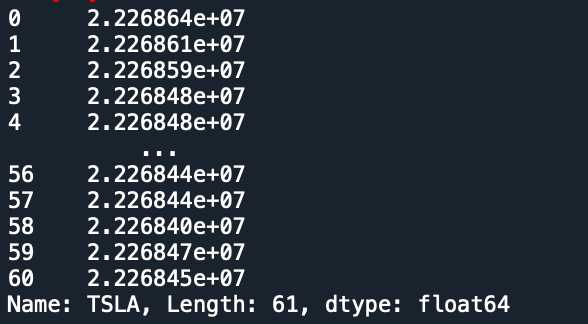 0 2.226864e+07
1 2.226861e+07
2 2.226859e+07
3 2.226848e+07
4 2.226848e+07
...
56 2.226844e+07
57 2.226844e+07
58 2.226840e+07
59 2.226847e+07
60 2.226845e+07
Name: TSLA, Length: 61, dtype: float64